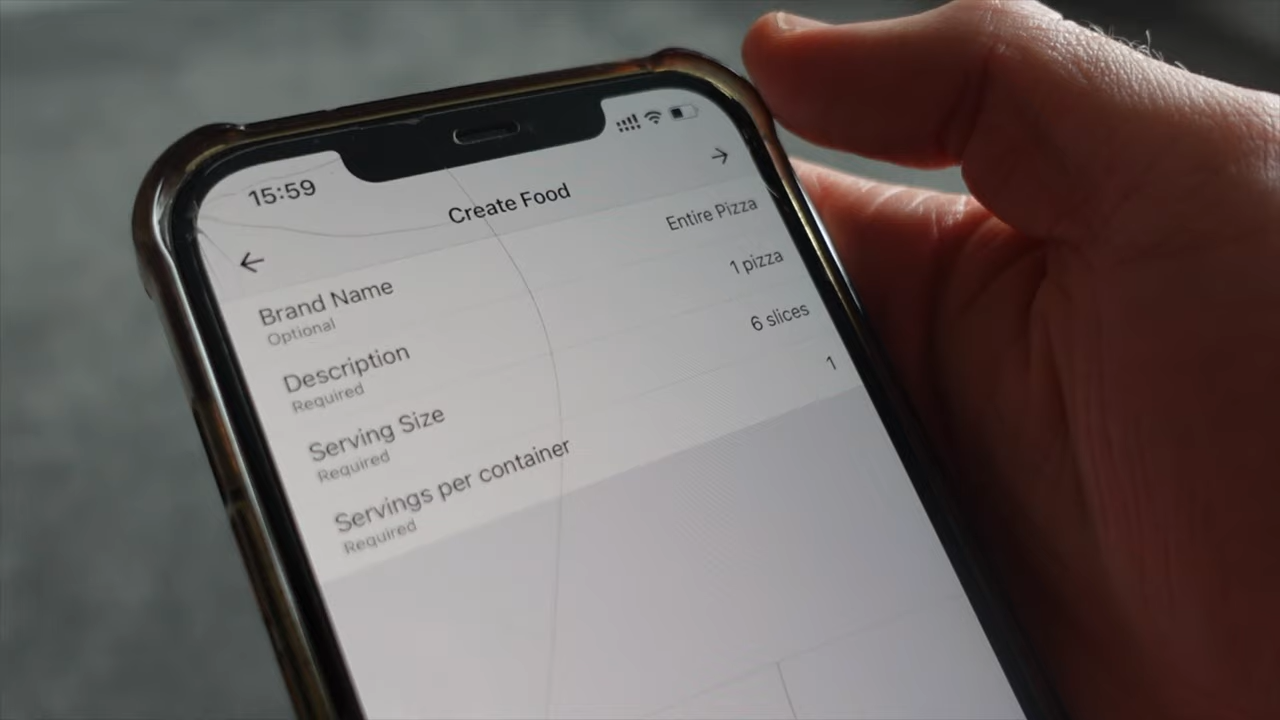 15:59
Create Food
Brand Name
Optional
Entire Pizza
Description
Required
1 pizza
Serving Size
Required
6 slices
Servings per container
Required
1